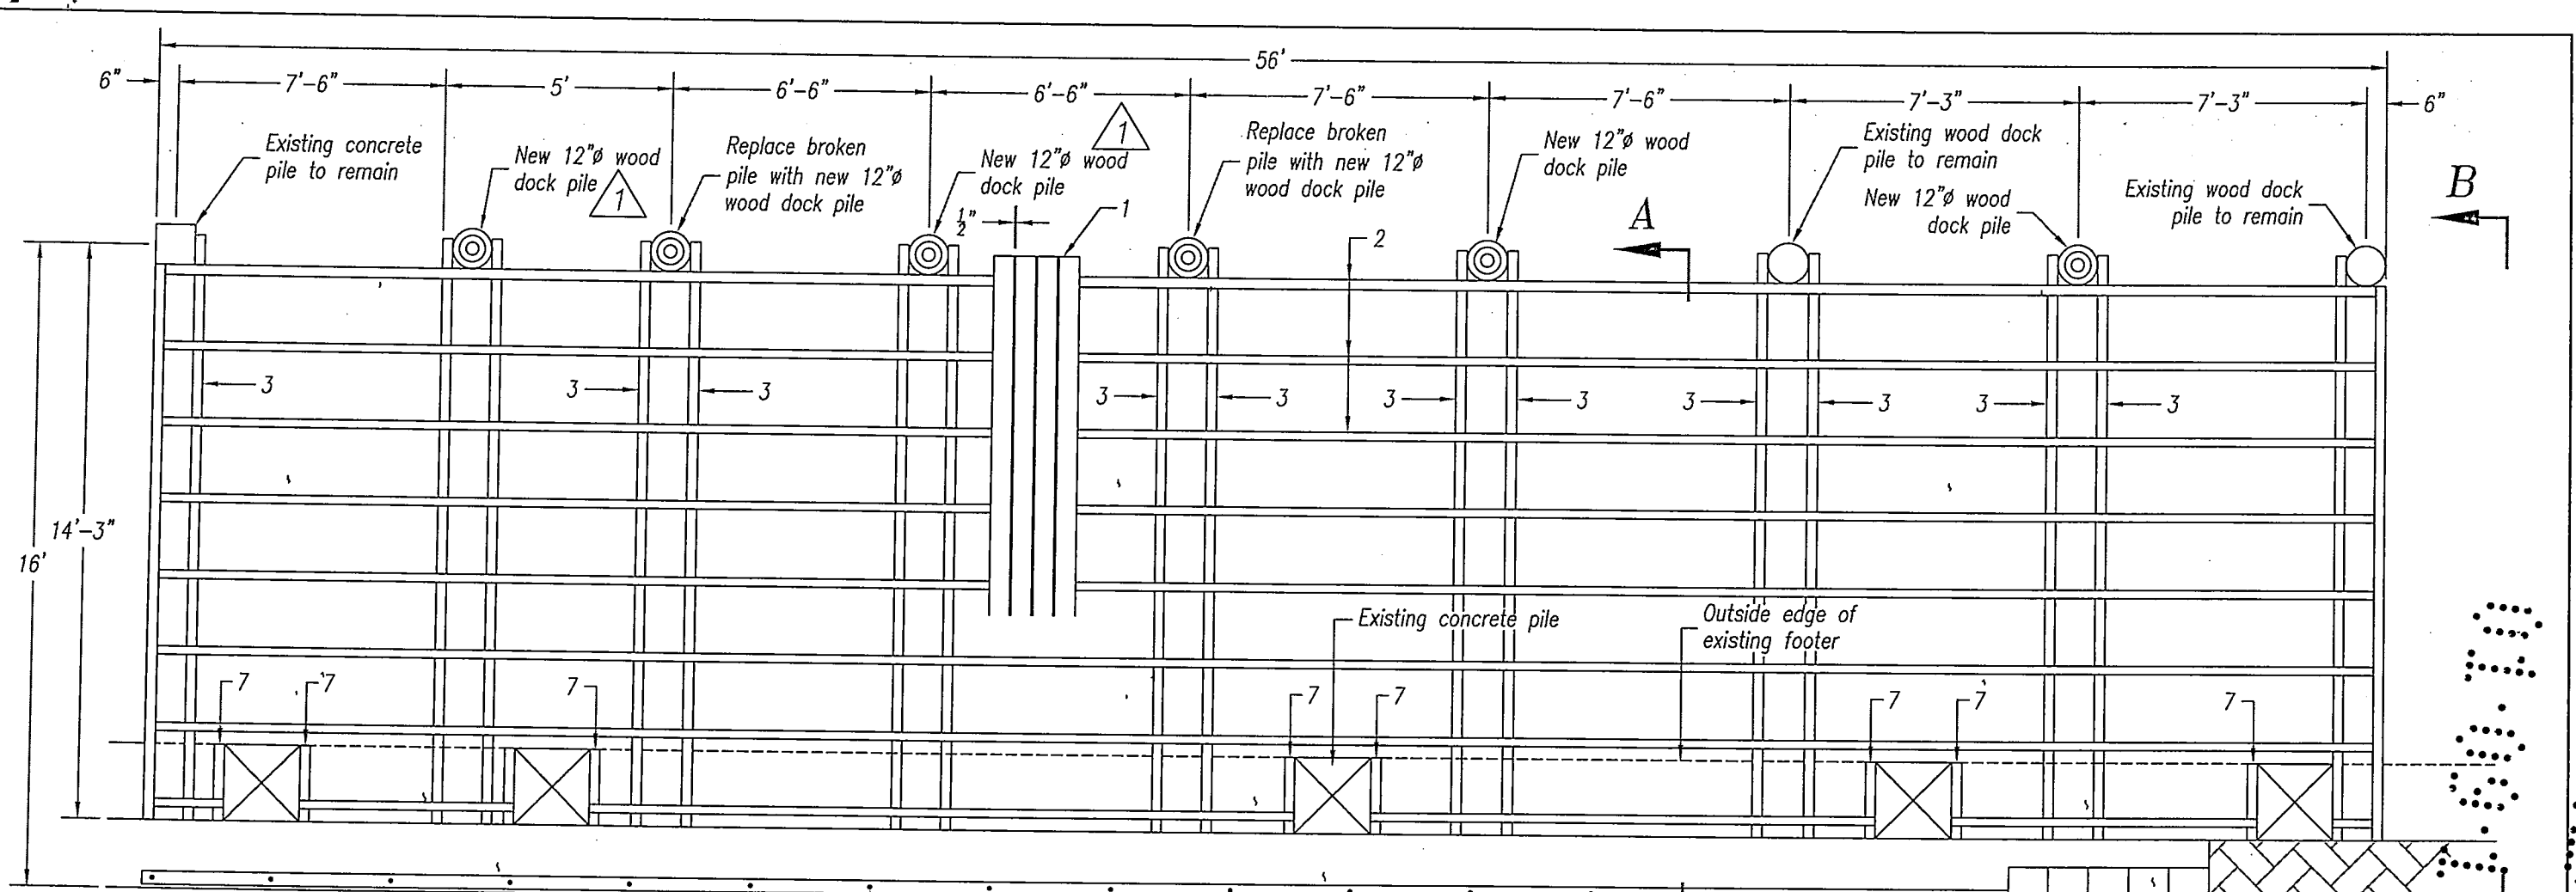 56'
6" 7'-6" 5' 6'-6" 6'-6" 7'-6" 7'-6" 7'-3" 7'-3" 6"
Existing concrete
pile to remain
New 12"ø wood
dock pile
1
Replace broken
pile with new 12"ø
wood dock pile
New 12"ø wood
dock pile
1
½"
1
Replace broken
pile with new 12"ø
wood dock pile
2
New 12"ø wood
dock pile
A
Existing wood dock
pile to remain
New 12"ø wood
dock pile
Existing wood dock
pile to remain
B
3 3 3 3 3 3 3 3 3 3 3
14'-3"
16'
Existing concrete pile
Outside edge of
existing footer
7 7 7 7 7 7 7 7